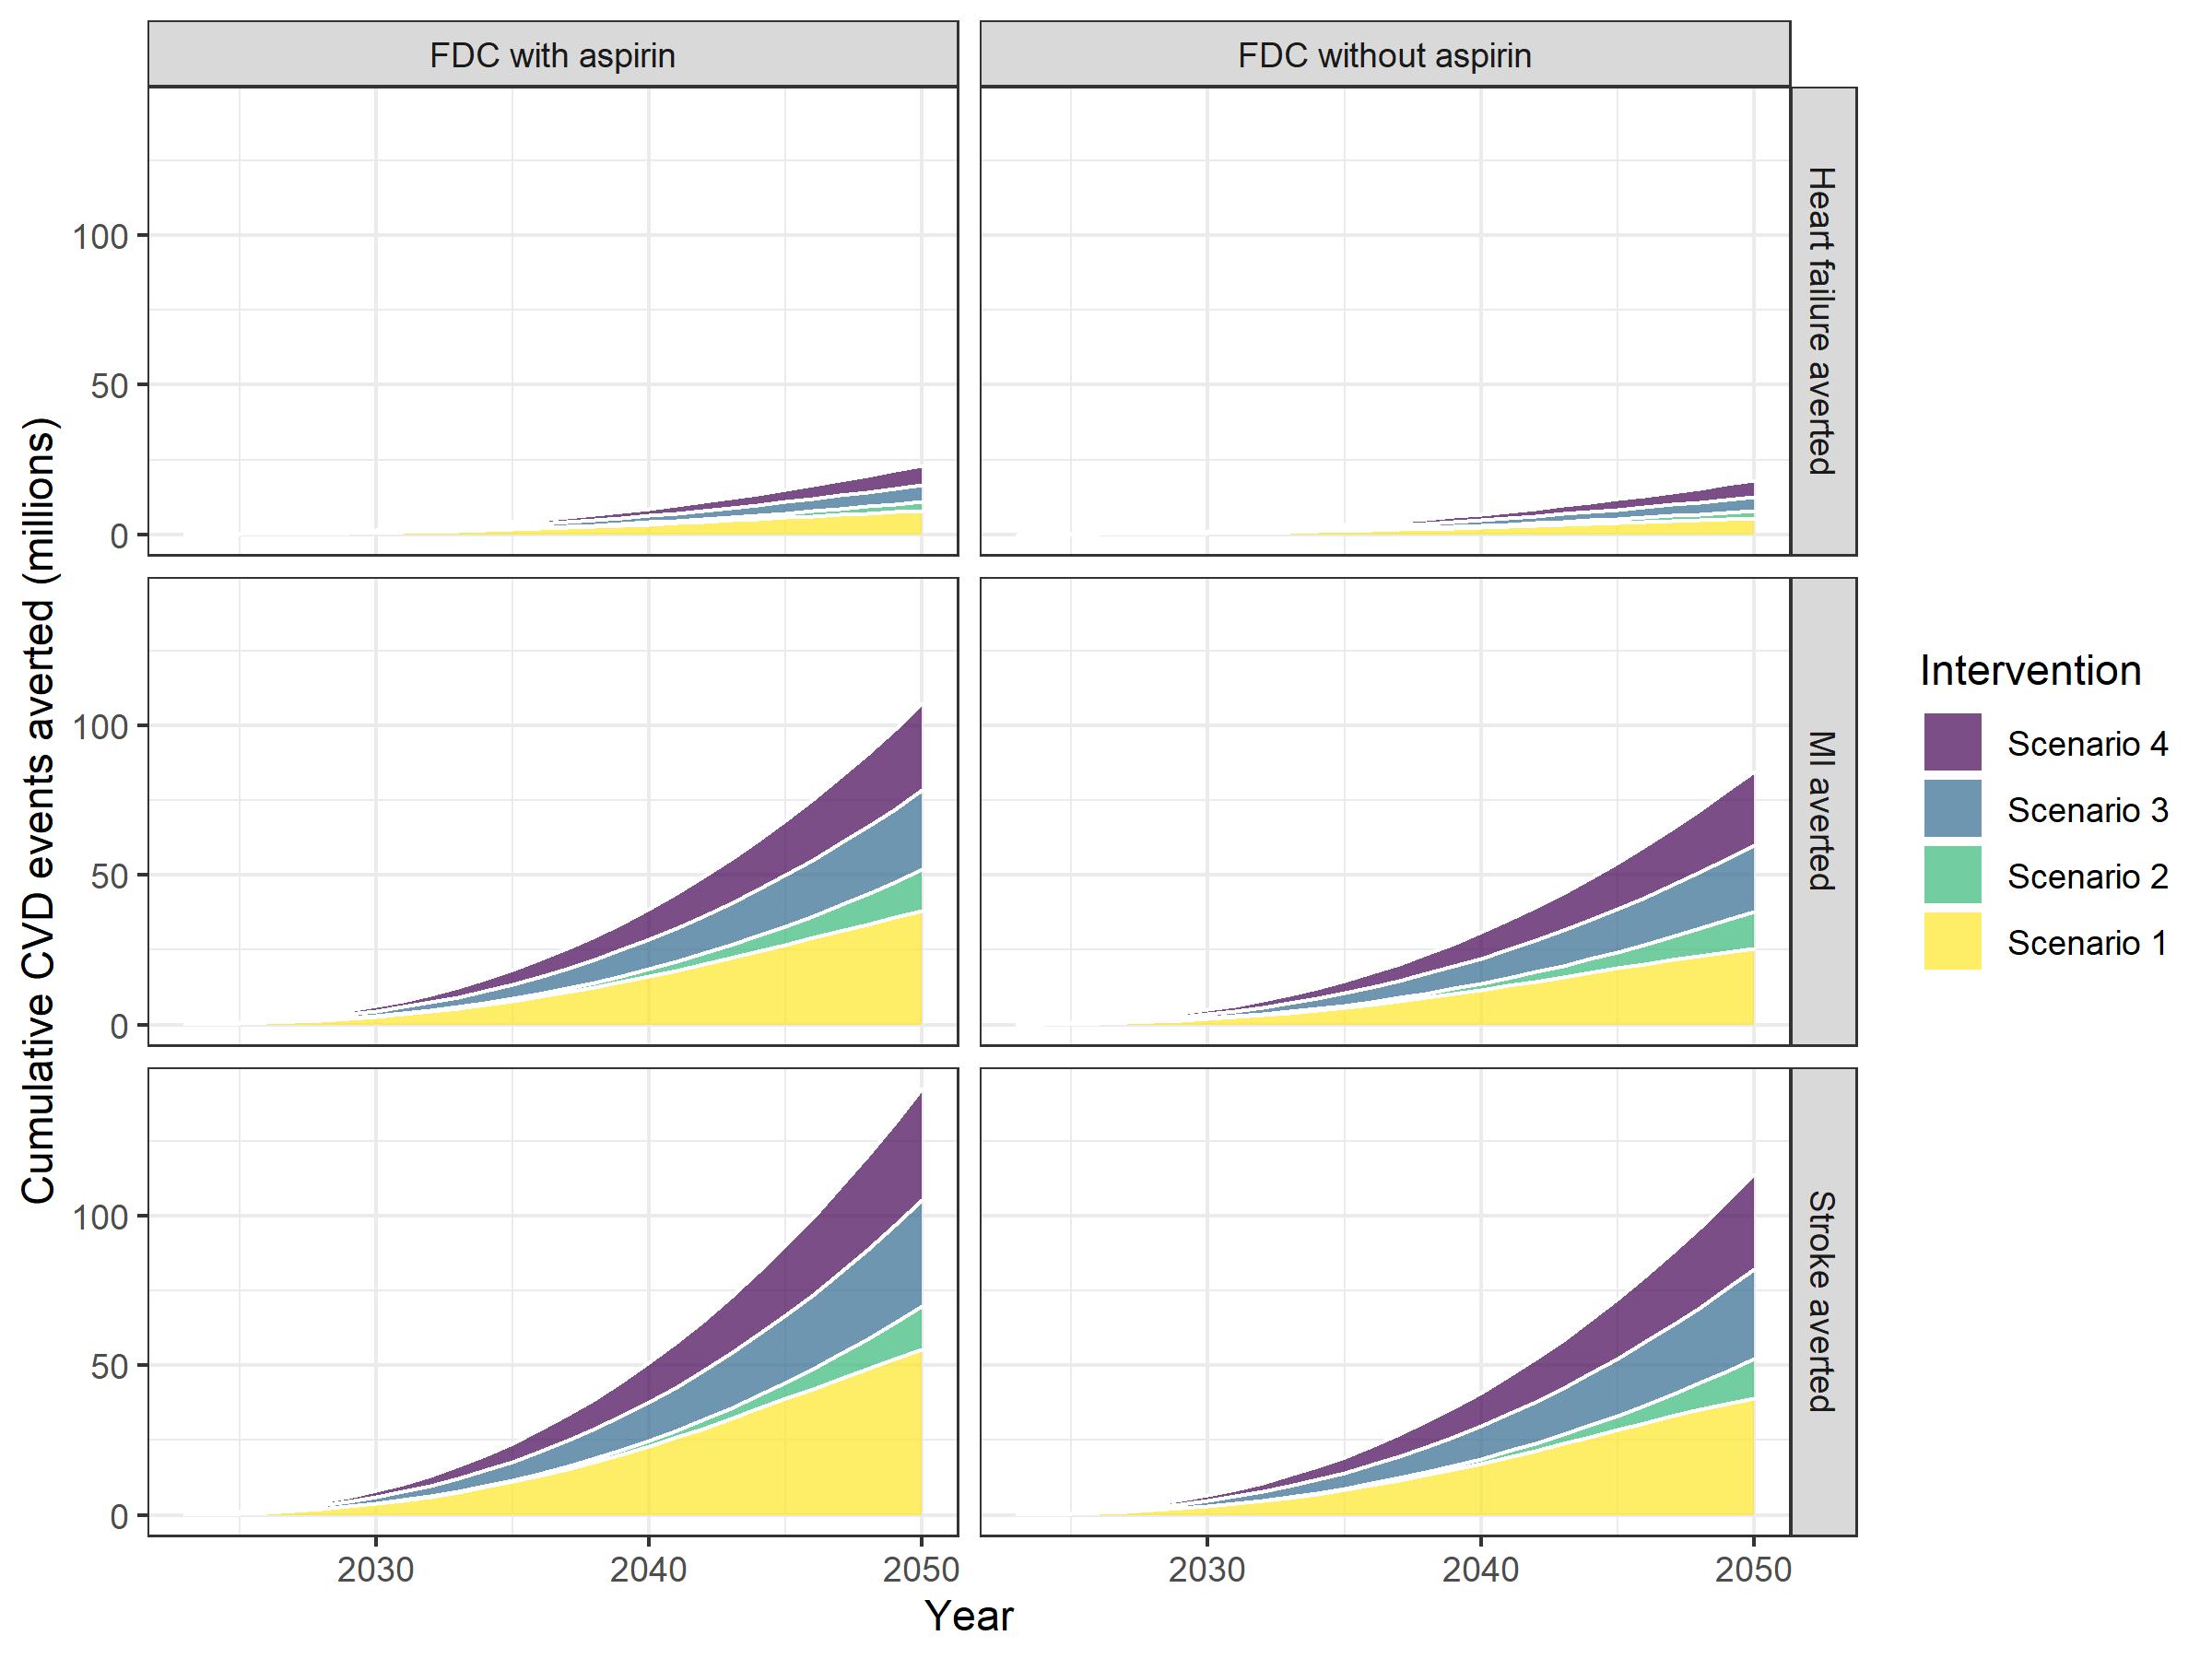 FDC with aspirin
FDC without aspirin
Heart failure averted
100
50
0
MI averted
100
50
0
Stroke averted
100
50
0
2030
2040
2050
2030
2040
2050
Year
Cumulative CVD events averted (millions)
Intervention
Scenario 4
Scenario 3
Scenario 2
Scenario 1